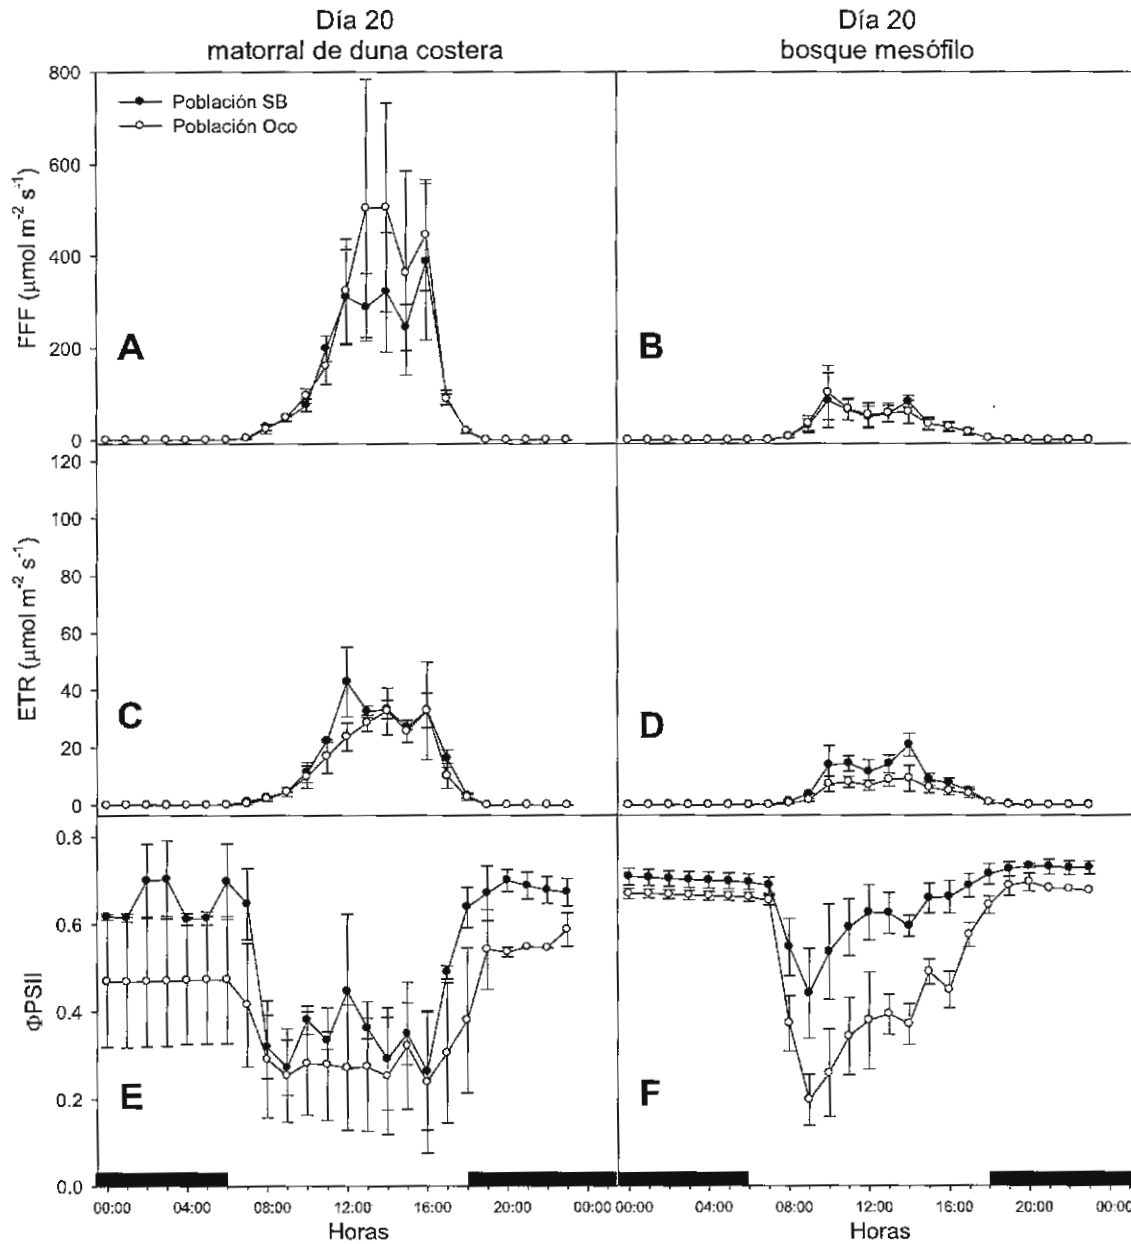 Día 20
matorral de duna costera
Día 20
bosque mesófilo
FFF (µmol m-2 s-1)
800
600
400
200
0
Población SB
Población Oco
A
B
ETR (µmol m-2 s-1)
120
100
80
60
40
20
0
C
D
ΦPSII
0.8
0.6
0.4
0.2
0.0
E
F
00:00 04:00 08:00 12:00 16:00 20:00 00:00 00:00 04:00 08:00 12:00 16:00 20:00 00:00
Horas
Horas